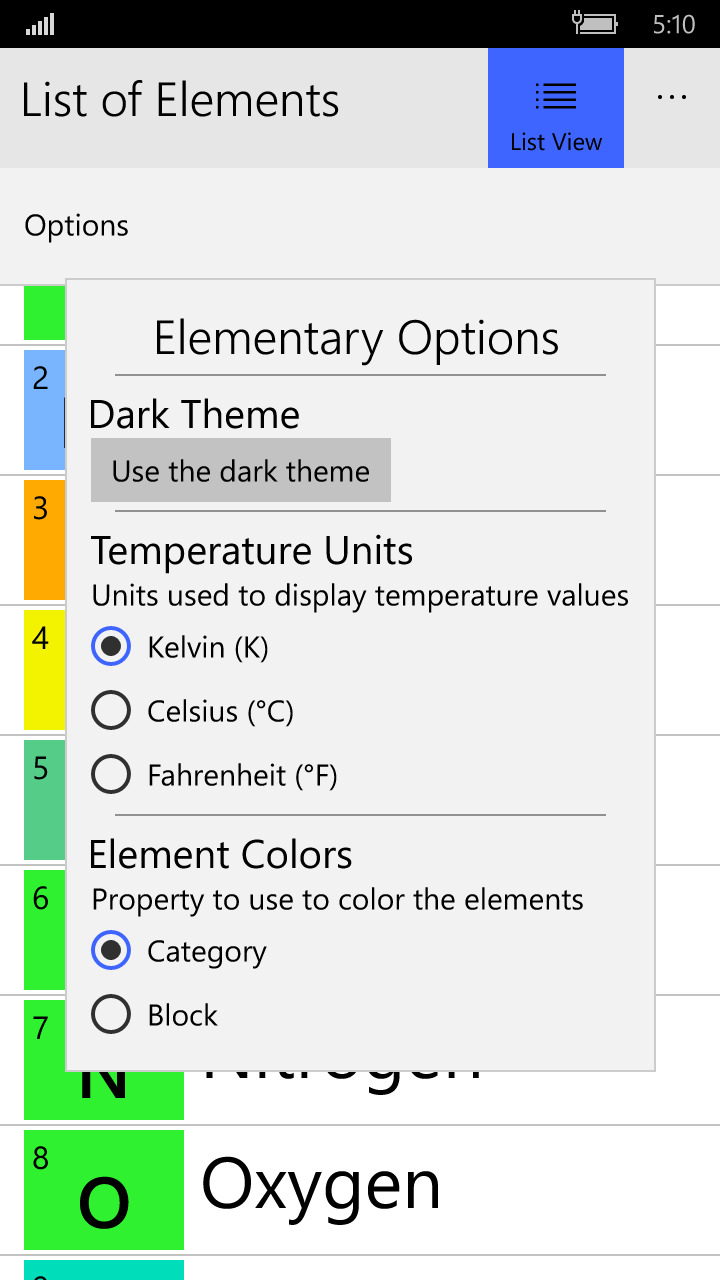 5:10
List of Elements
List View
Options
Elementary Options
2
Dark Theme
Use the dark theme
3
Temperature Units
Units used to display temperature values
4
Kelvin (K)
Celsius (°C)
5
Fahrenheit (°F)
Element Colors
6
Property to use to color the elements
Category
7
Block
N
Nitrogen
8
O
Oxygen